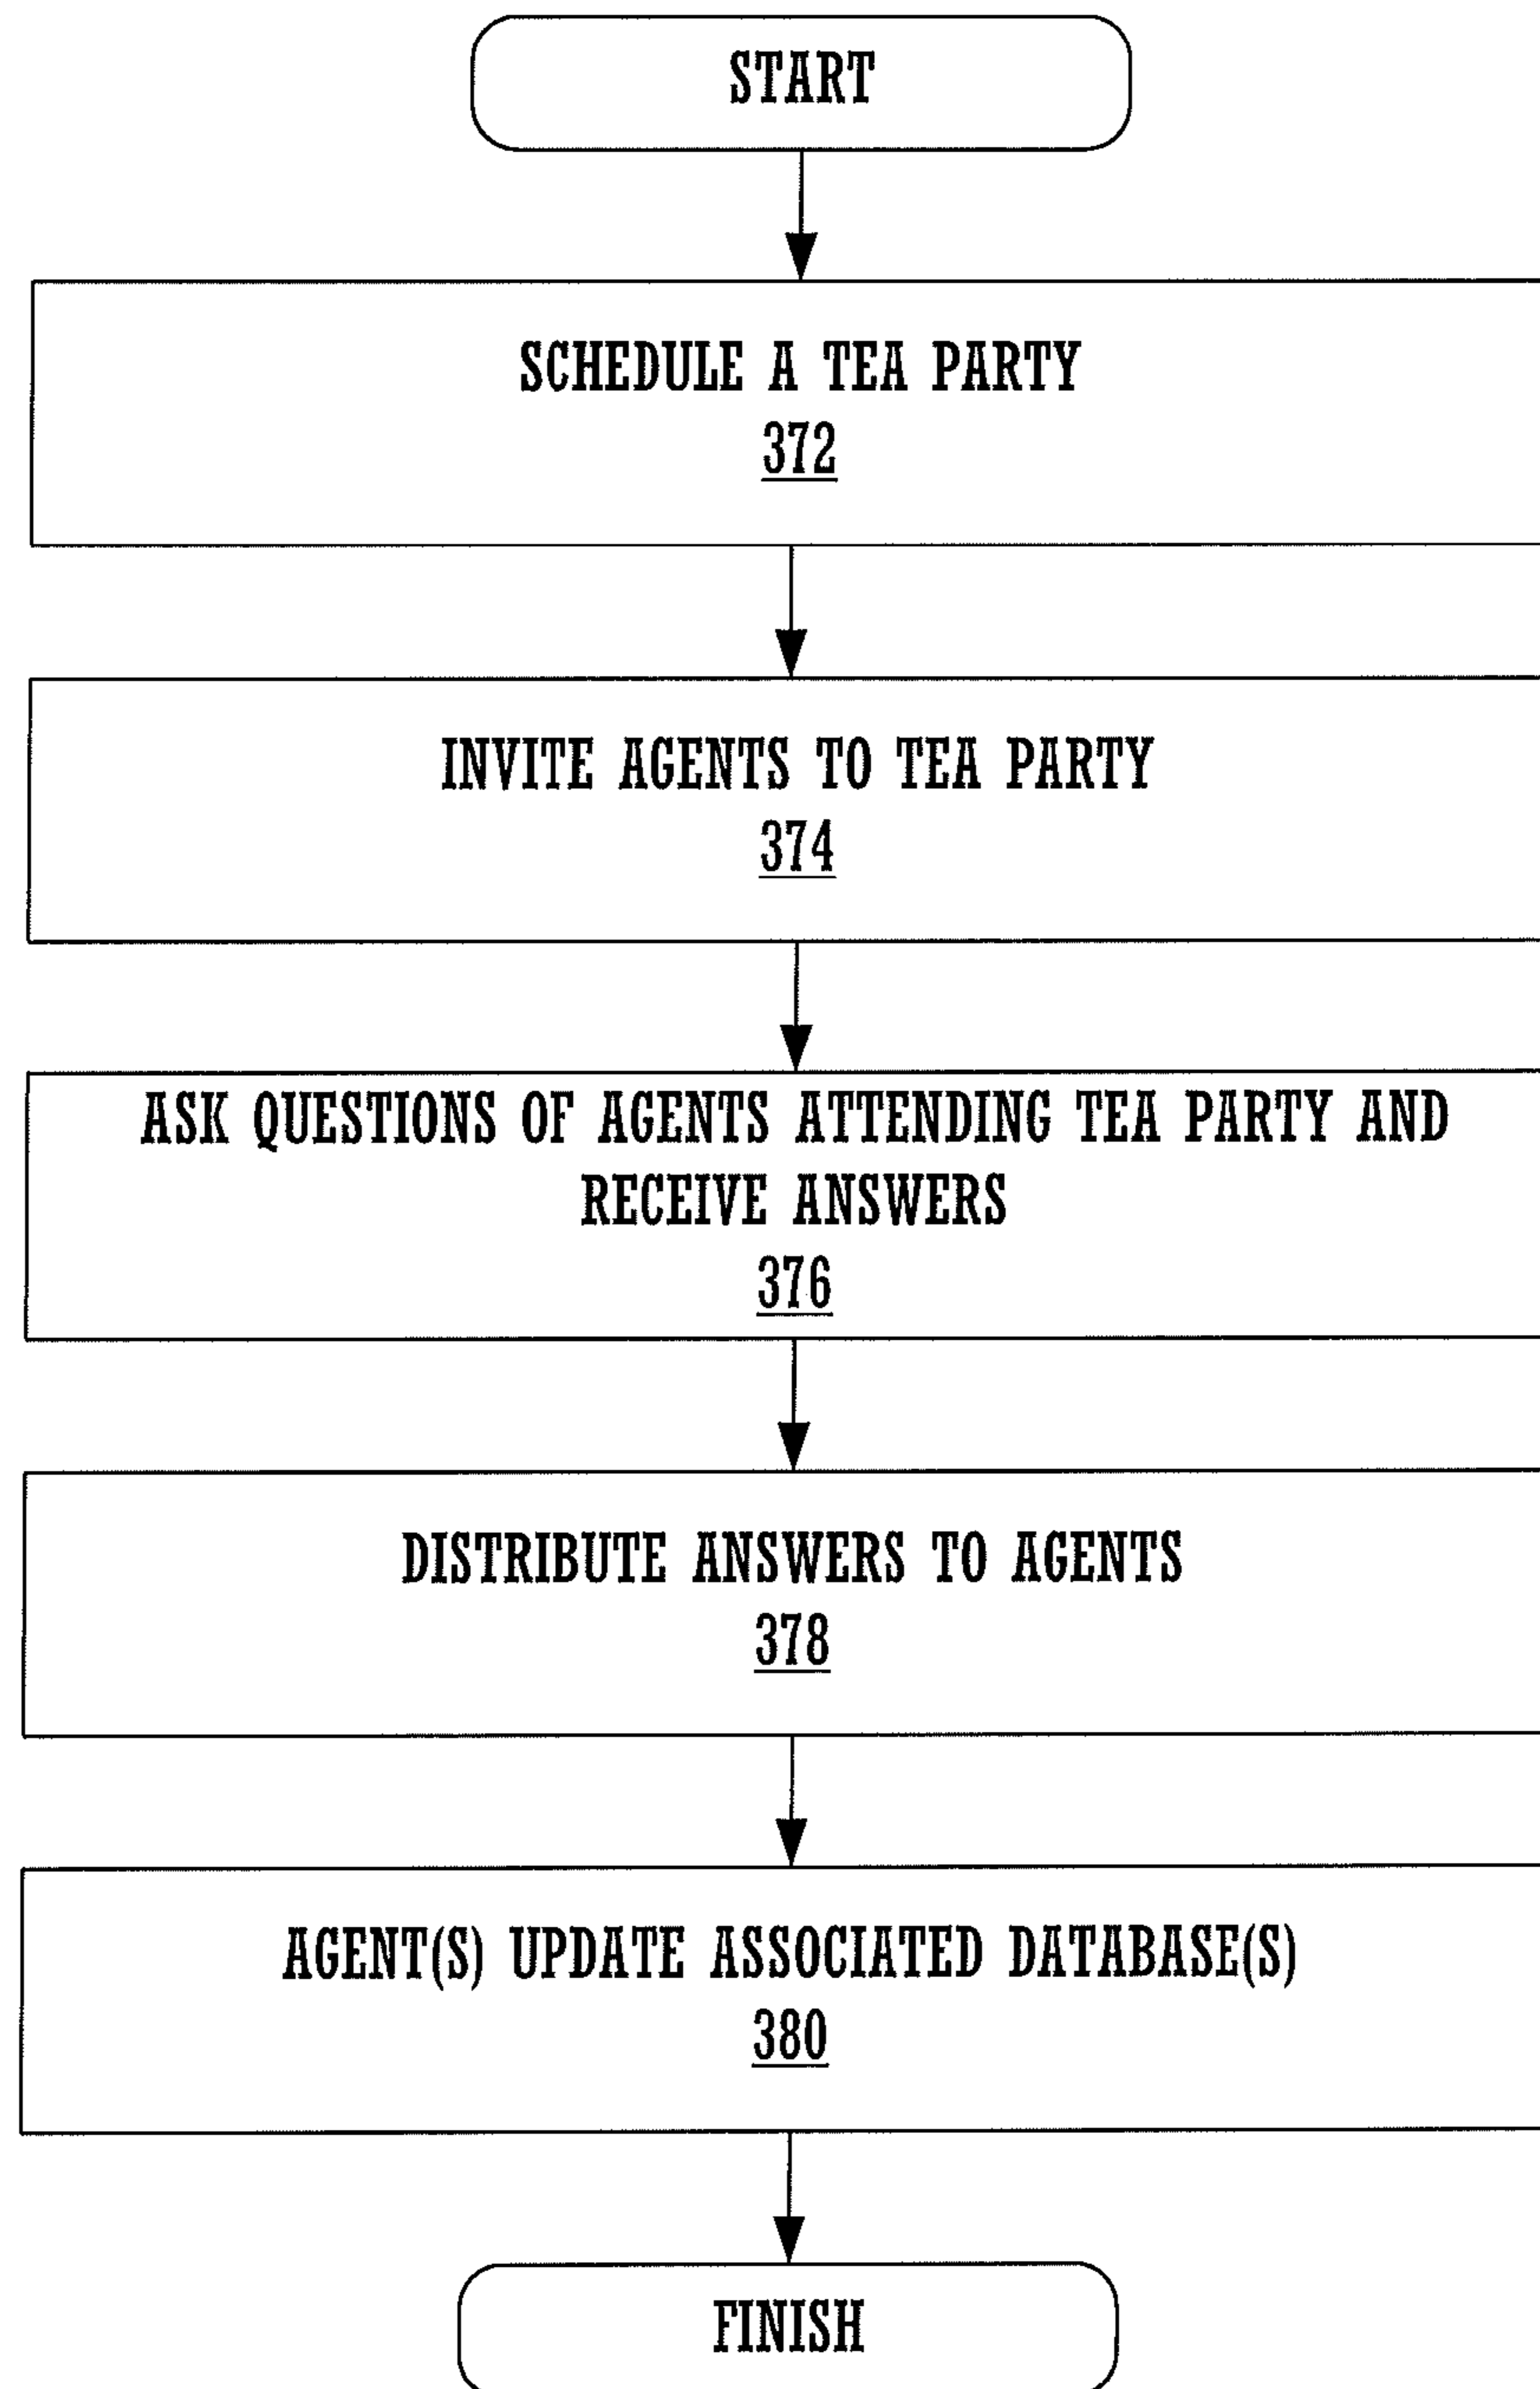 START
SCHEDULE A TEA PARTY
372
INVITE AGENTS TO TEA PARTY
374
ASK QUESTIONS OF AGENTS ATTENDING TEA PARTY AND
RECEIVE ANSWERS
376
DISTRIBUTE ANSWERS TO AGENTS
378
AGENT(S) UPDATE ASSOCIATED DATABASE(S)
380
FINISH